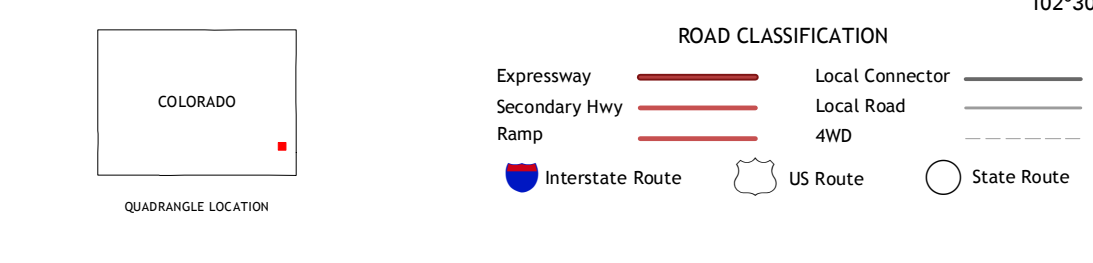 102°30
ROAD CLASSIFICATION
COLORADO
QUADRANGLE LOCATION
Expressway
Secondary Hwy
Ramp
Local Connector
Local Road
4WD
Interstate Route
US Route
State Route